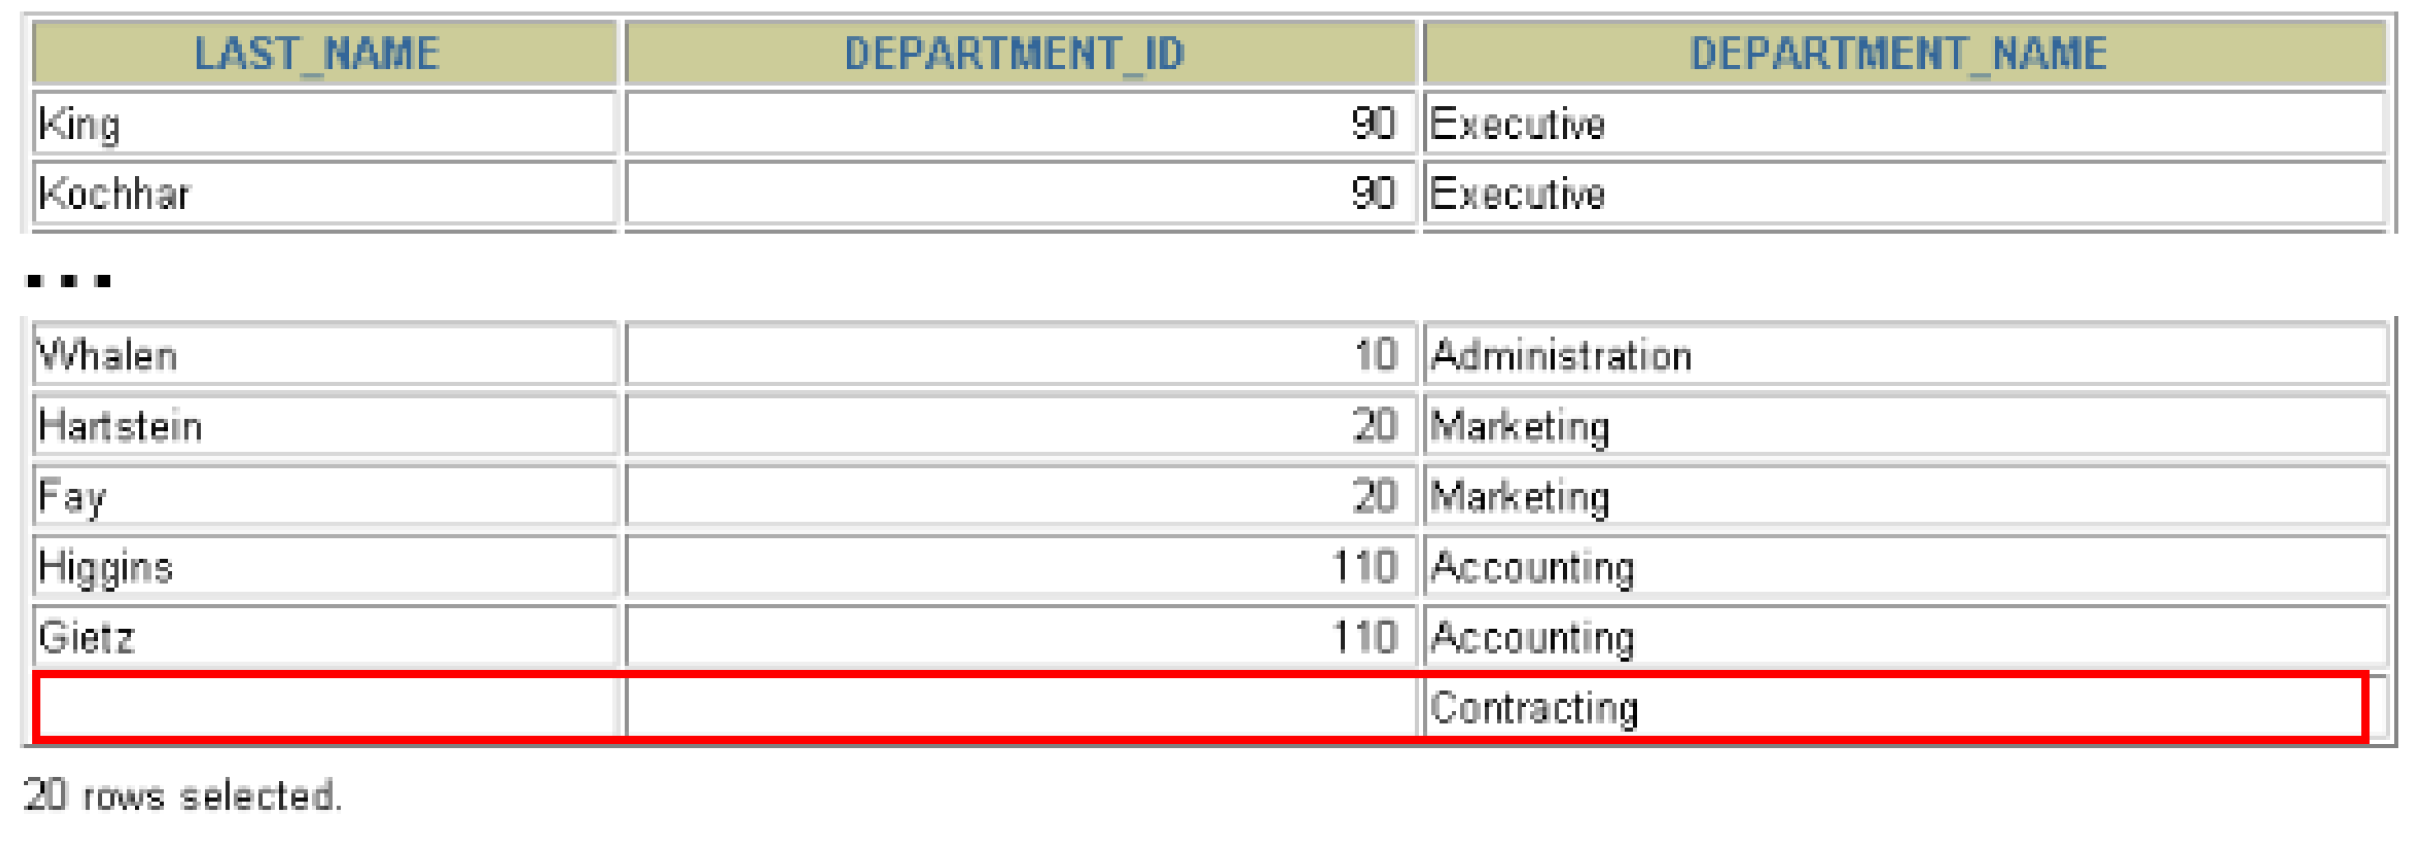 LAST_NAME DEPARTMENT_ID DEPARTMENT_NAME
King 90 Executive
Kochhar 90 Executive
...
Whalen 10 Administration
Hartstein 20 Marketing
Fay 20 Marketing
Higgins 110 Accounting
Gietz 110 Accounting
Contracting
20 rows selected.